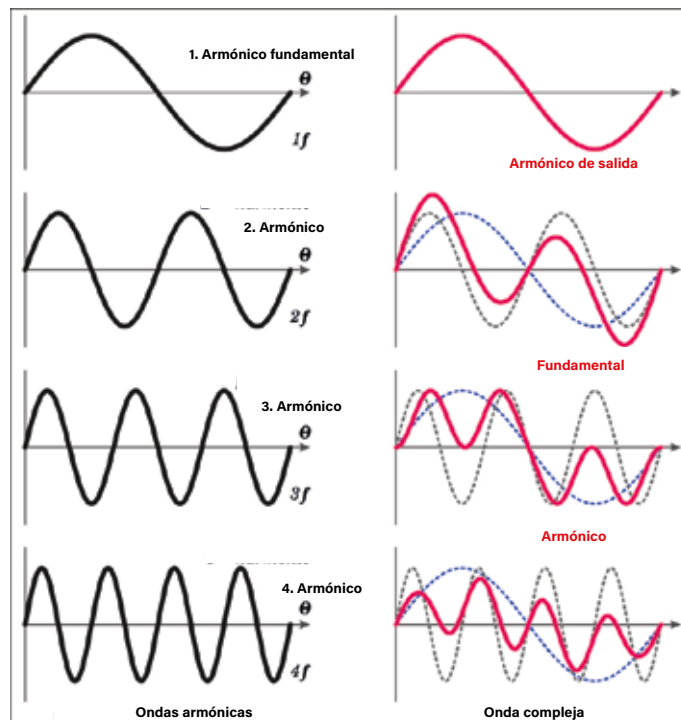 1. Armónico fundamental
θ
1f
Armónico de salida
2. Armónico
θ
2f
Fundamental
3. Armónico
θ
3f
Armónico
4. Armónico
θ
4f
Ondas armónicas
Onda compleja